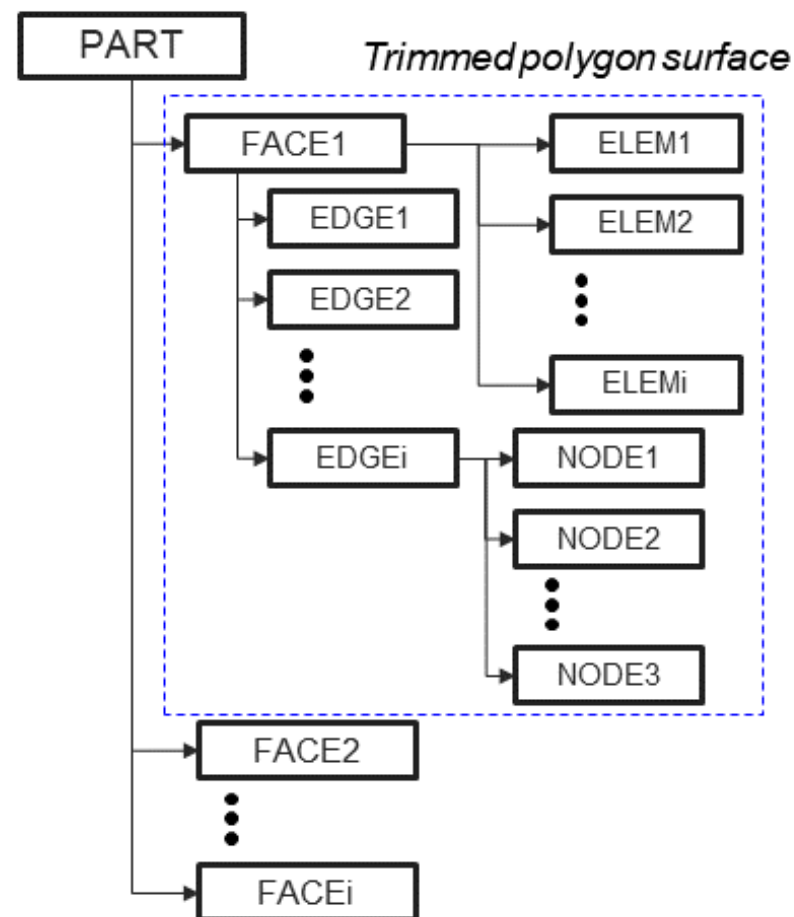 PART
Trimmed polygon surface
FACE1
ELEM1
EDGE1
ELEM2
EDGE2
ELEMi
EDGEi
NODE1
NODE2
NODE3
FACE2
FACEi